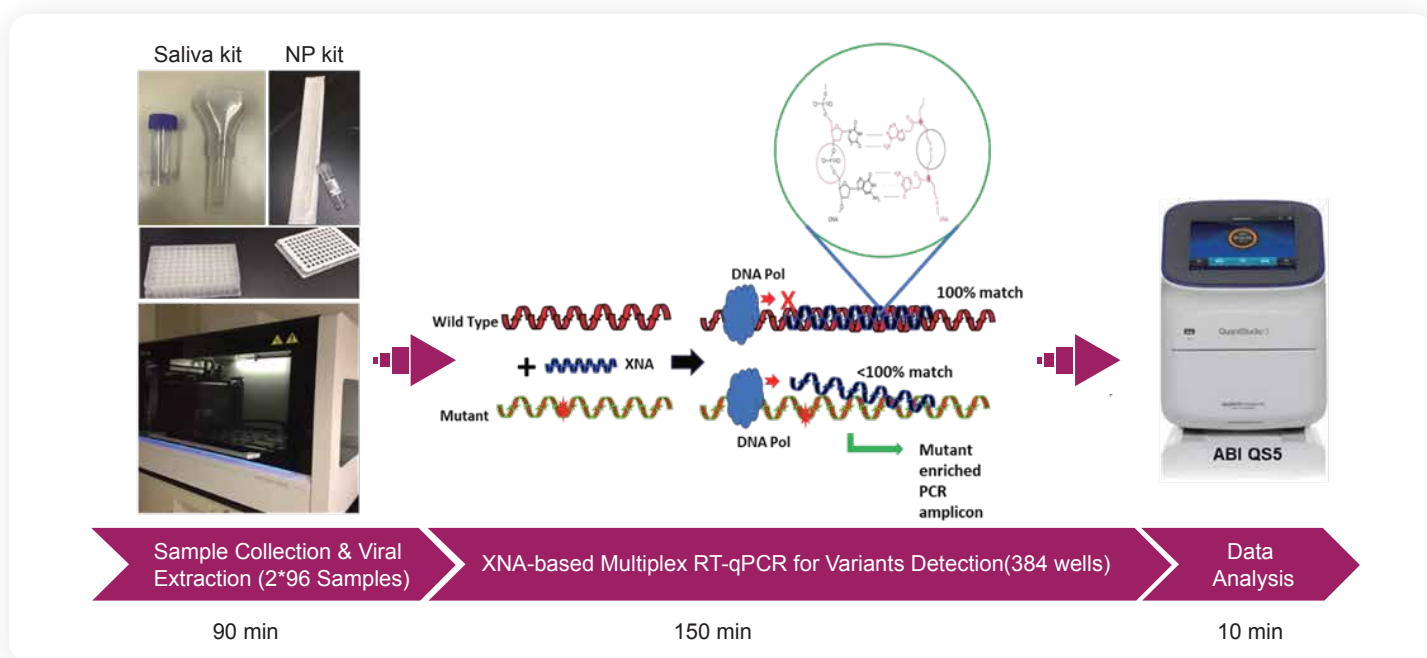 Saliva kit
NP kit
DNA Pol
100% match
Wild Type
XNA
<100% match
Mutant
DNA Pol
Mutant
enriched
PCR
amplicon
ABI QS5
Sample Collection & Viral
Extraction (2*96 Samples)
XNA-based Multiplex RT-qPCR for Variants Detection(384 wells)
Data
Analysis
90 min
150 min
10 min